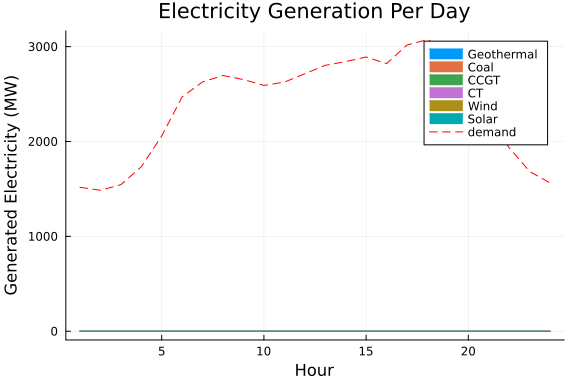 Electricity Generation Per Day
Generated Electricity (MW)
3000
2000
1000
0
Geothermal
Coal
CCGT
CT
Wind
Solar
demand
5
10
15
20
Hour